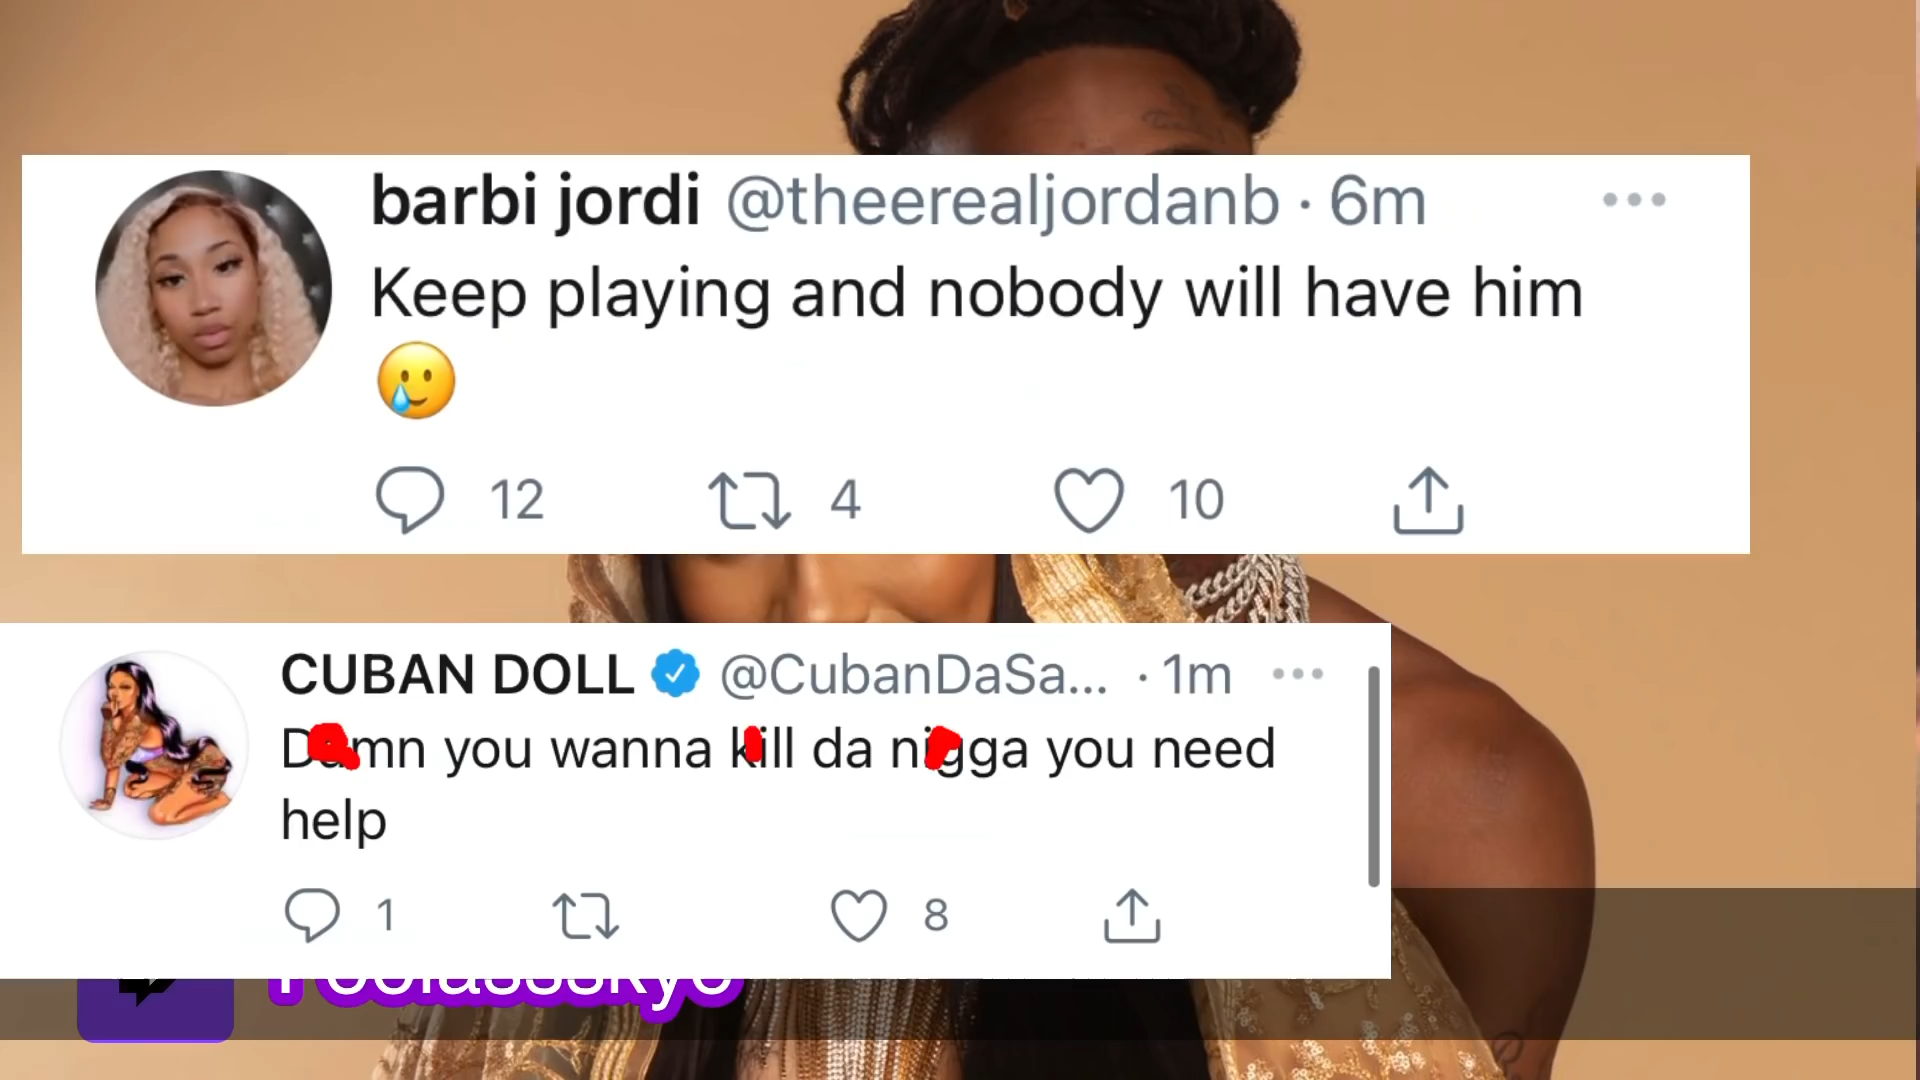 barbi jordi @theerealjordanb · 6m
Keep playing and nobody will have him
🥲
12 4 10
CUBAN DOLL @CubanDaSa... · 1m
Damn you wanna kill da nigga you need
help
1 8